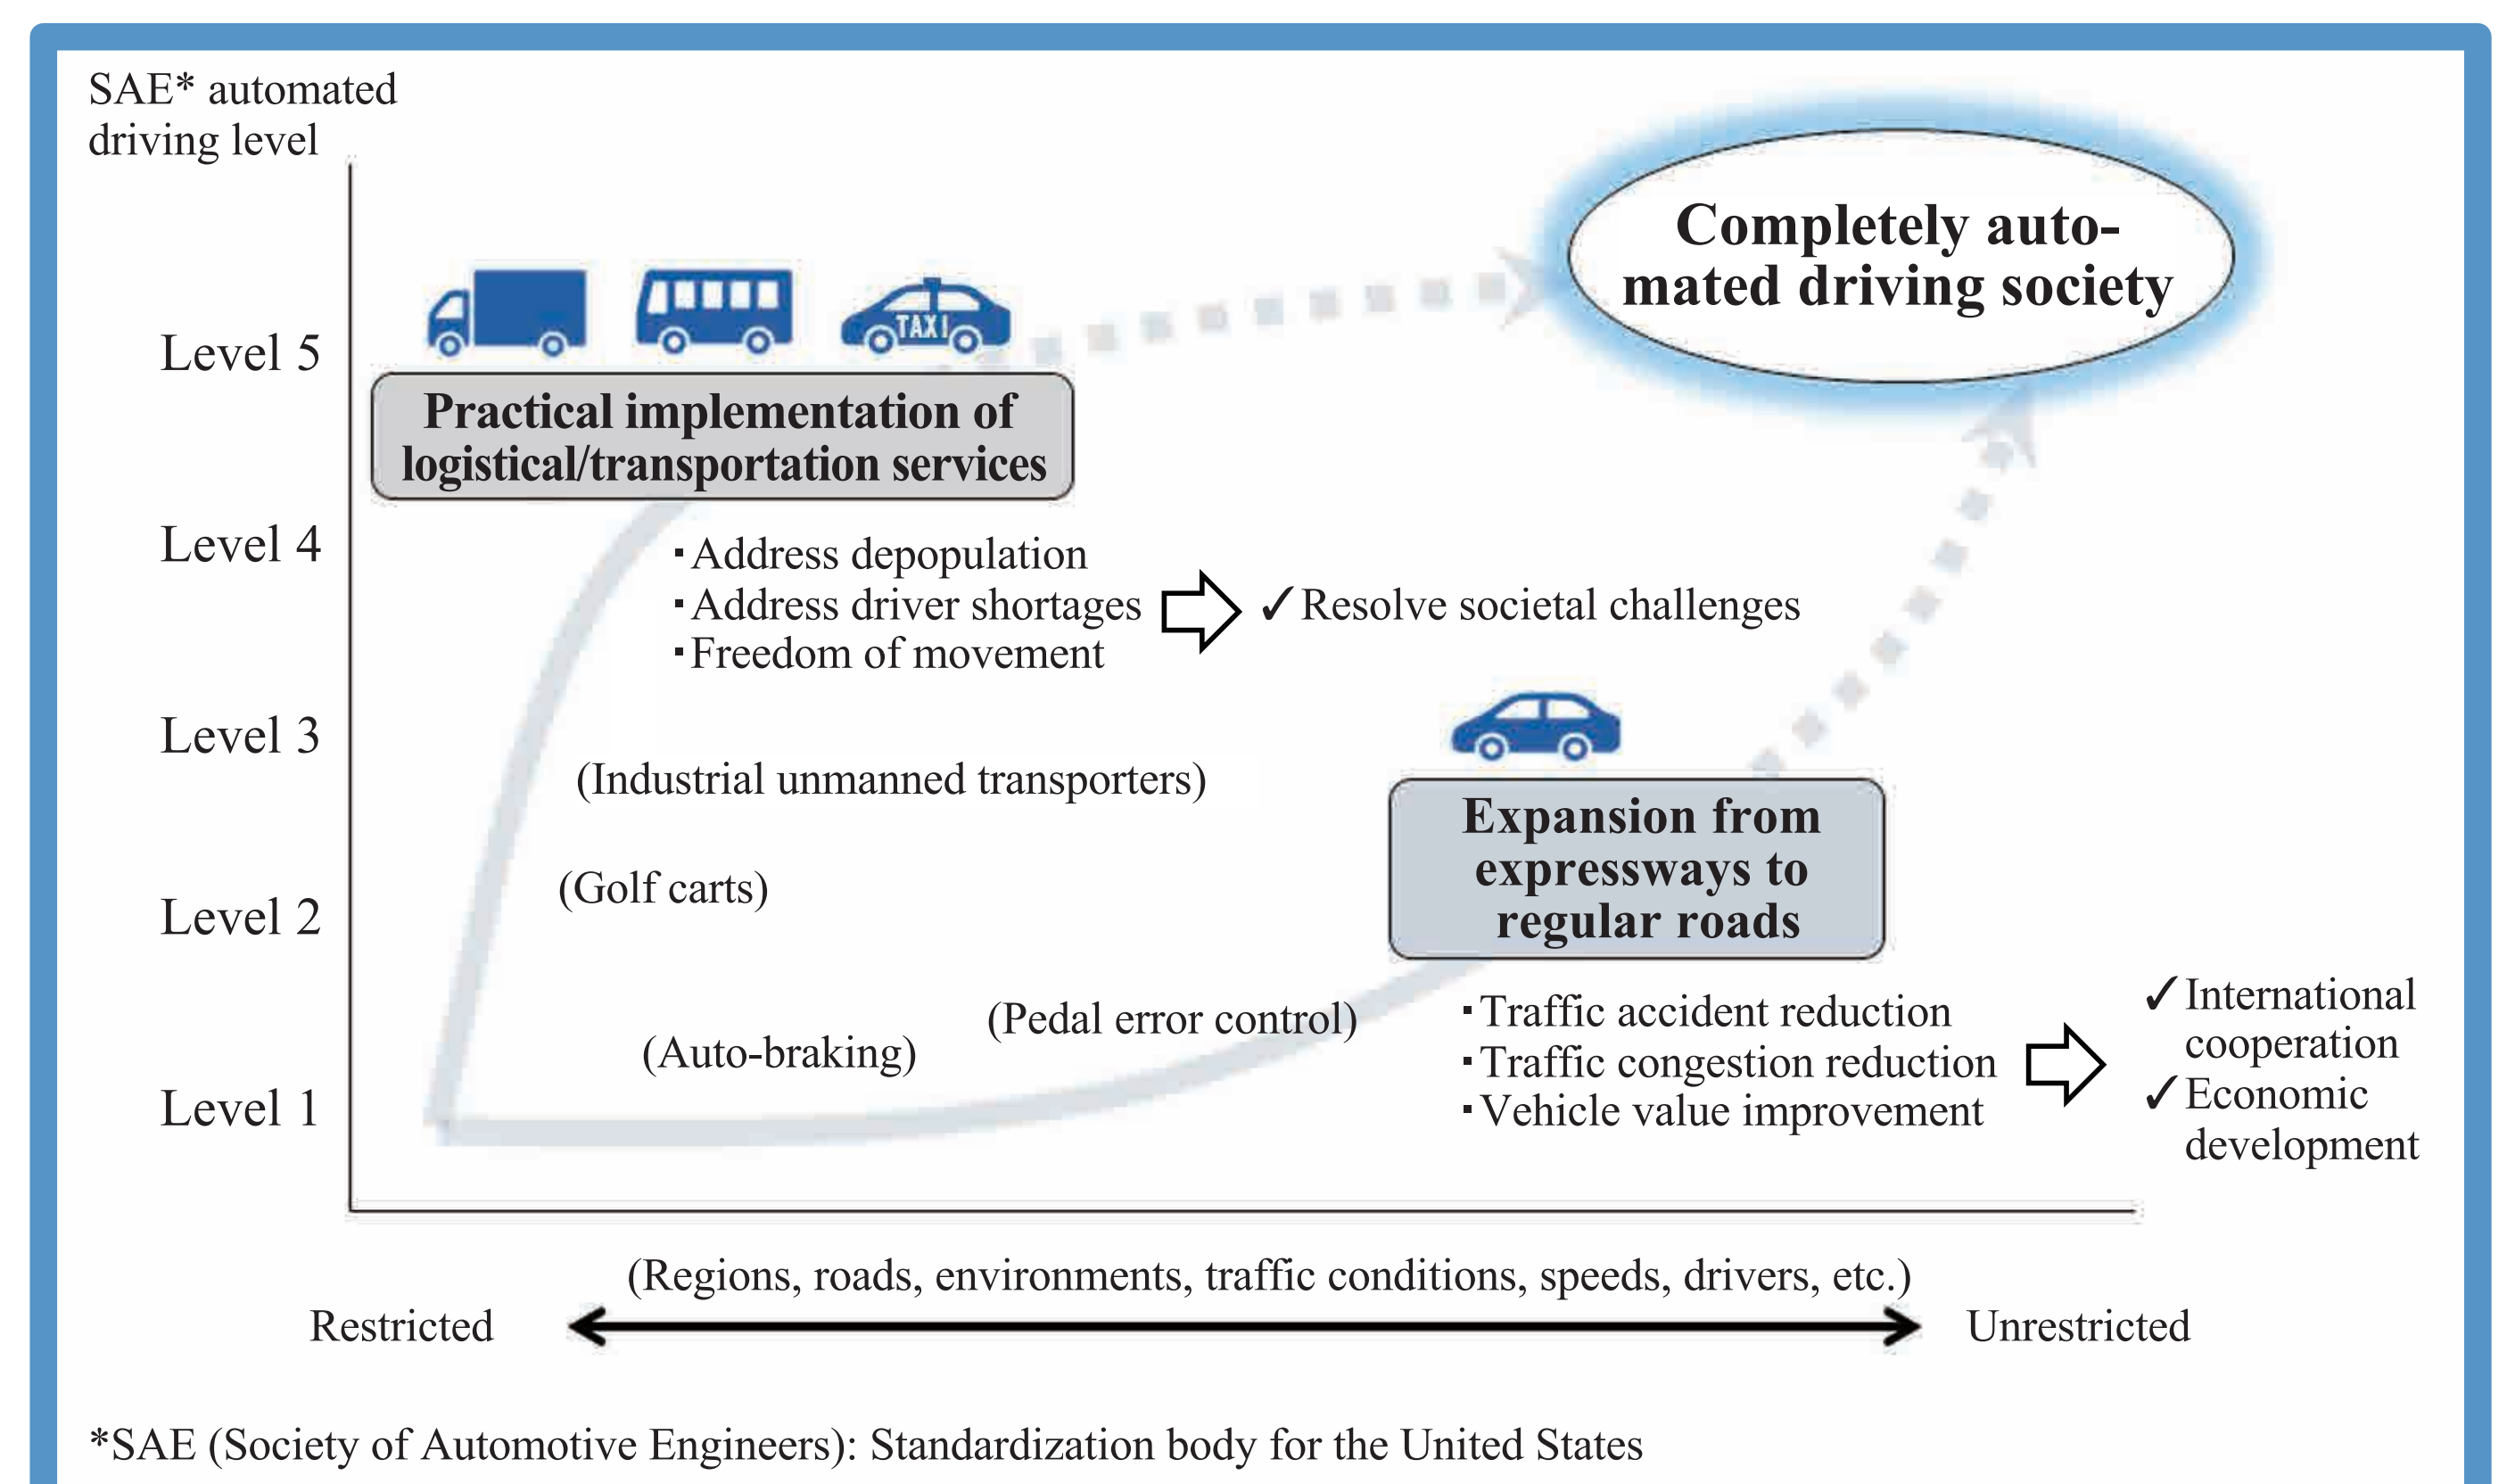 SAE* automated
driving level
Completely auto-
mated driving society
TAXI
Level 5
Practical implementation of
logistical/transportation services
Level 4
･Address depopulation
･Address driver shortages
･Freedom of movement
✓Resolve societal challenges
Level 3
(Industrial unmanned transporters)
Expansion from
expressways to
regular roads
(Golf carts)
Level 2
(Pedal error control)
(Auto-braking)
･Traffic accident reduction
･Traffic congestion reduction
･Vehicle value improvement
✓International
cooperation
✓Economic
development
Level 1
(Regions, roads, environments, traffic conditions, speeds, drivers, etc.)
Restricted
Unrestricted
*SAE (Society of Automotive Engineers): Standardization body for the United States